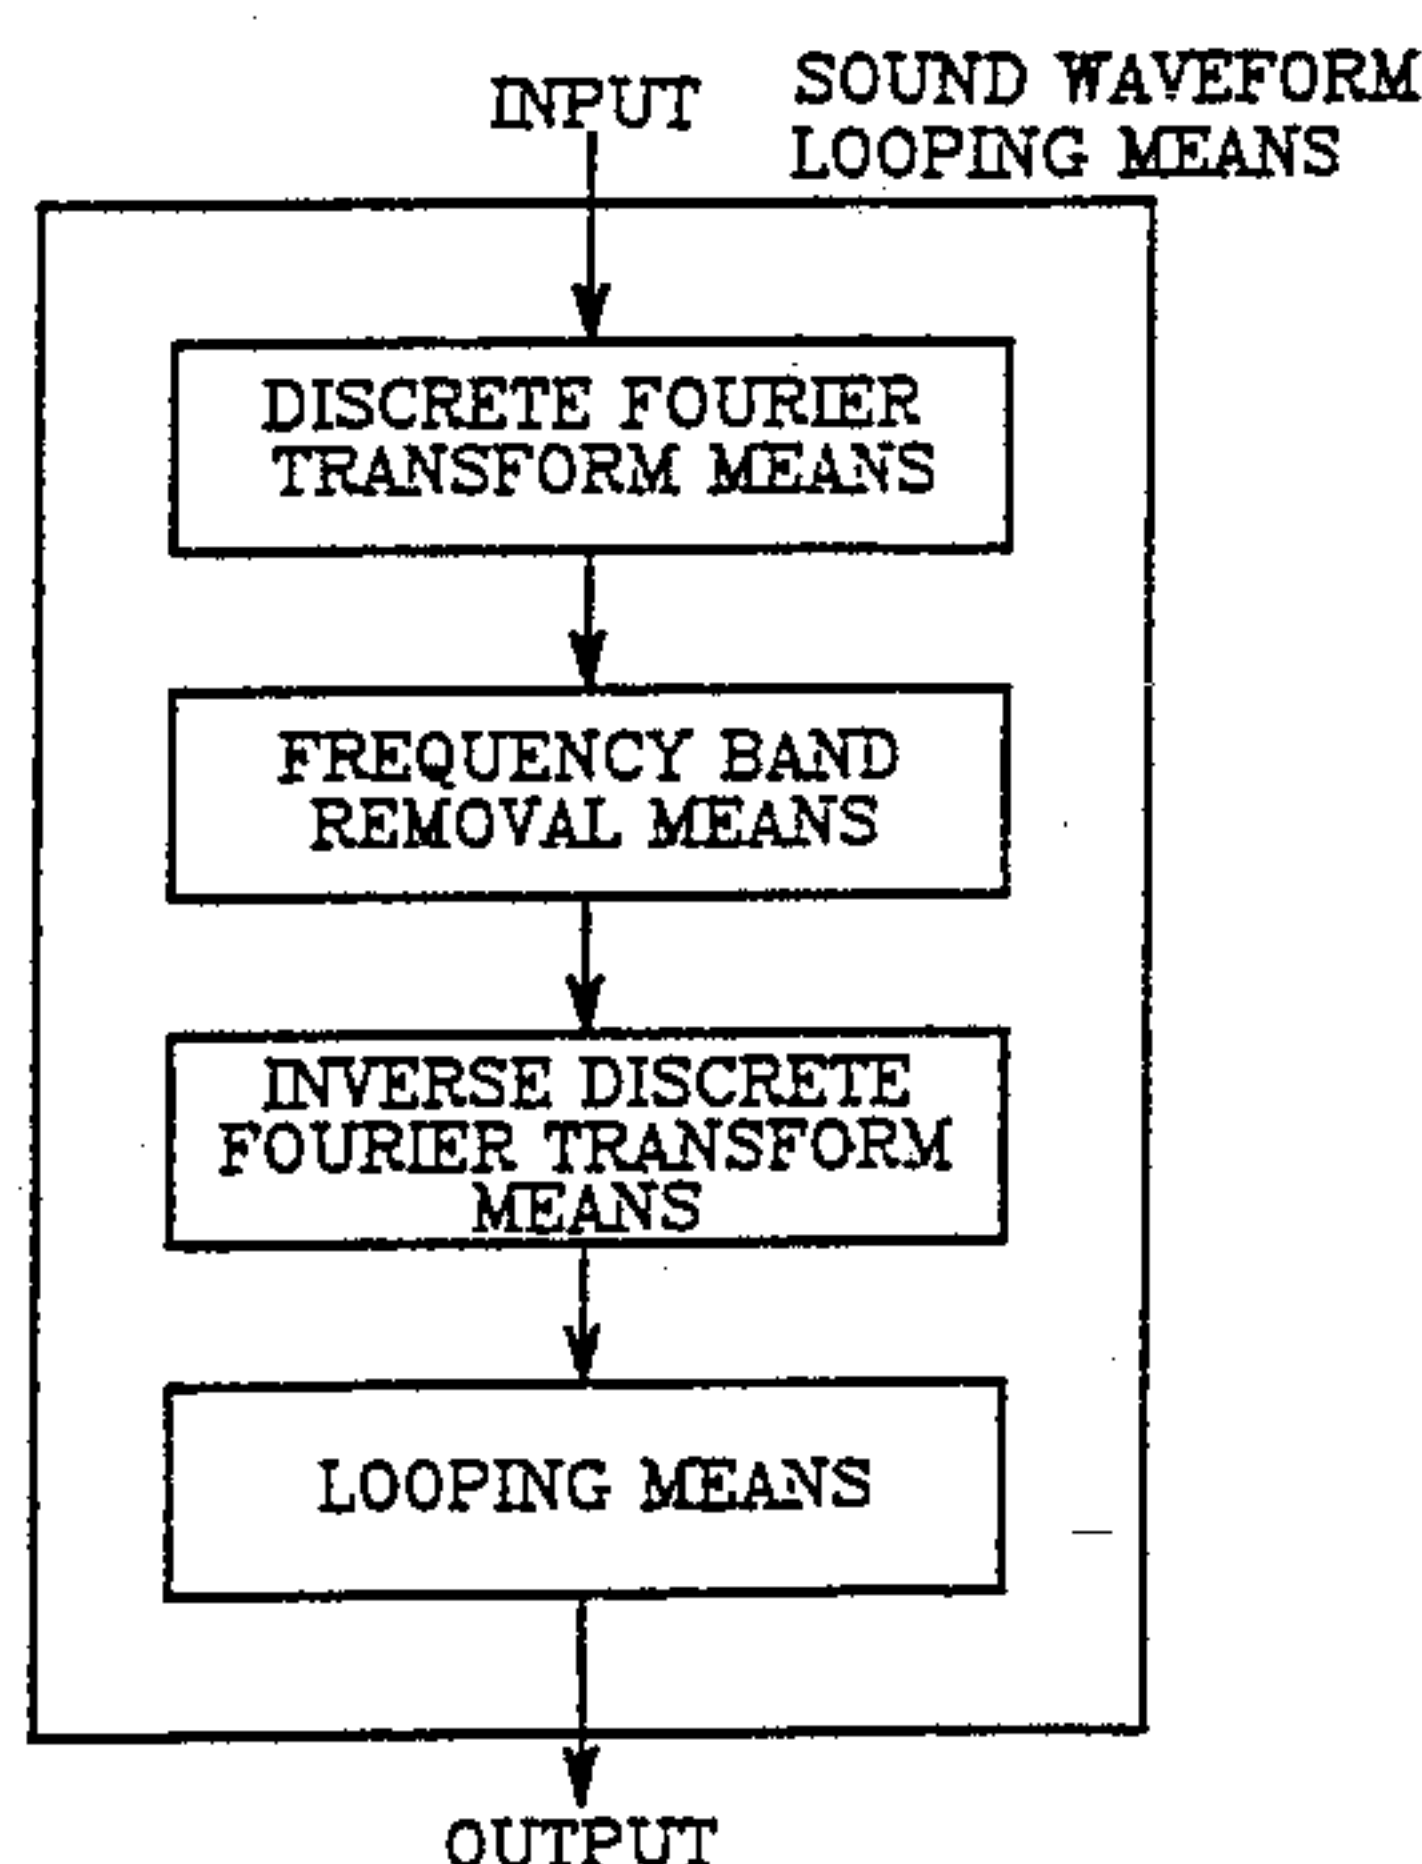 INPUT
SOUND WAVEFORM
LOOPING MEANS
DISCRETE FOURIER
TRANSFORM MEANS
FREQUENCY BAND
REMOVAL MEANS
INVERSE DISCRETE
FOURIER TRANSFORM
MEANS
LOOPING MEANS
OUTPUT